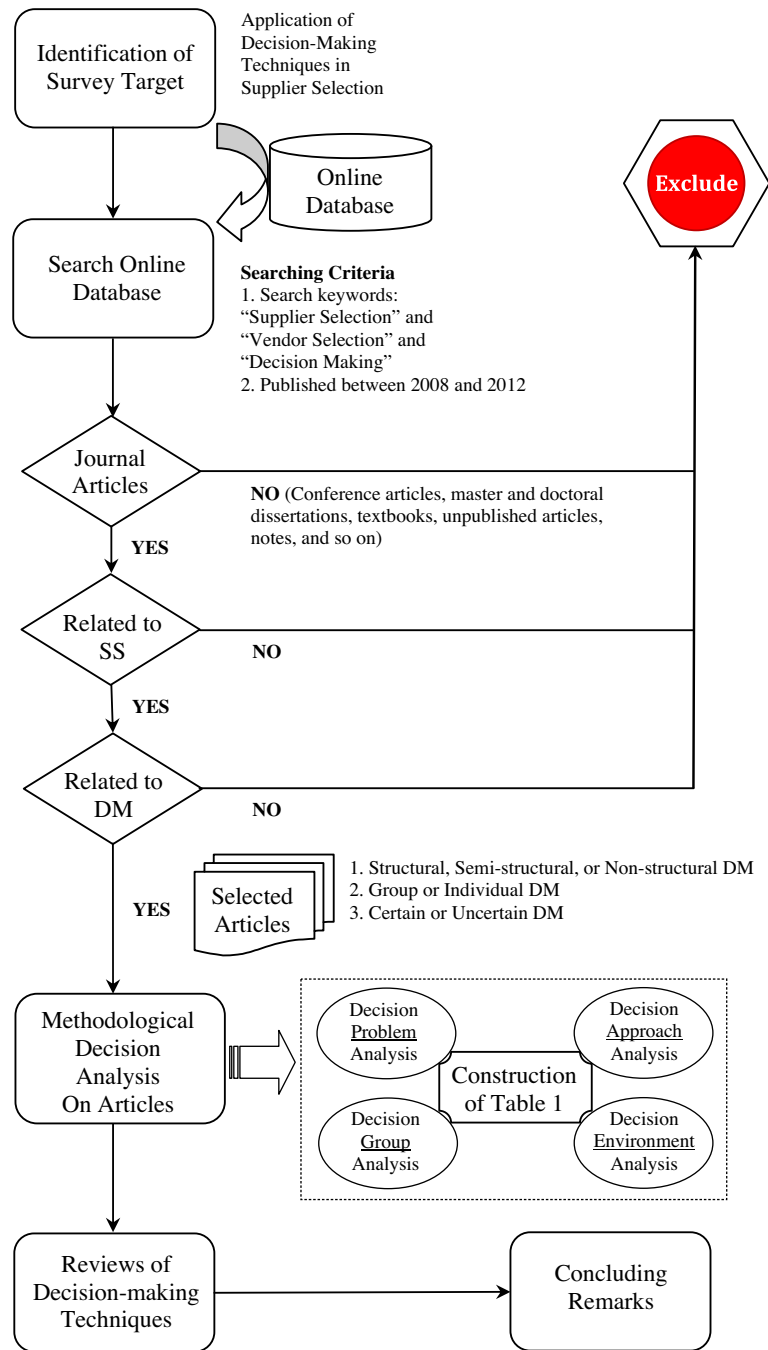 Identification of
Survey Target
Application of
Decision-Making
Techniques in
Supplier Selection
Online
Database
Exclude
Search Online
Database
Searching Criteria
1. Search keywords:
“Supplier Selection” and
“Vendor Selection” and
“Decision Making”
2. Published between 2008 and 2012
Journal
Articles
NO (Conference articles, master and doctoral
dissertations, textbooks, unpublished articles,
notes, and so on)
YES
Related to
SS
NO
YES
Related to
DM
NO
YES
Selected
Articles
1. Structural, Semi-structural, or Non-structural DM
2. Group or Individual DM
3. Certain or Uncertain DM
Methodological
Decision
Analysis
On Articles
Decision
Problem
Analysis
Decision
Approach
Analysis
Construction
of Table 1
Decision
Group
Analysis
Decision
Environment
Analysis
Reviews of
Decision-making
Techniques
Concluding
Remarks